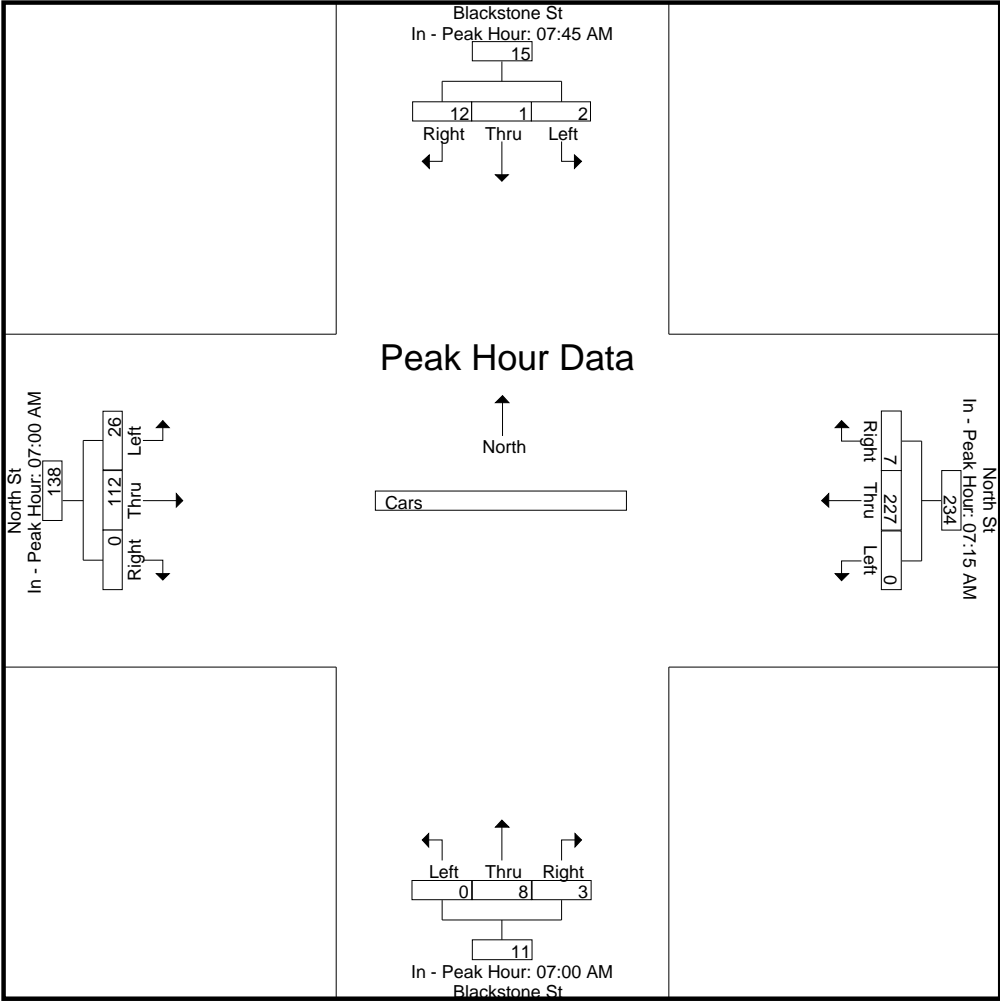 Blackstone St
In - Peak Hour: 07:45 AM
15
12 1 2
Right Thru Left
Peak Hour Data
North
Cars
North St
In - Peak Hour: 07:00 AM
138
26 112 0
Left Thru Right
North St
In - Peak Hour: 07:15 AM
234
7 227 0
Right Thru Left
Left Thru Right
0 8 3
11
In - Peak Hour: 07:00 AM
Blackstone St